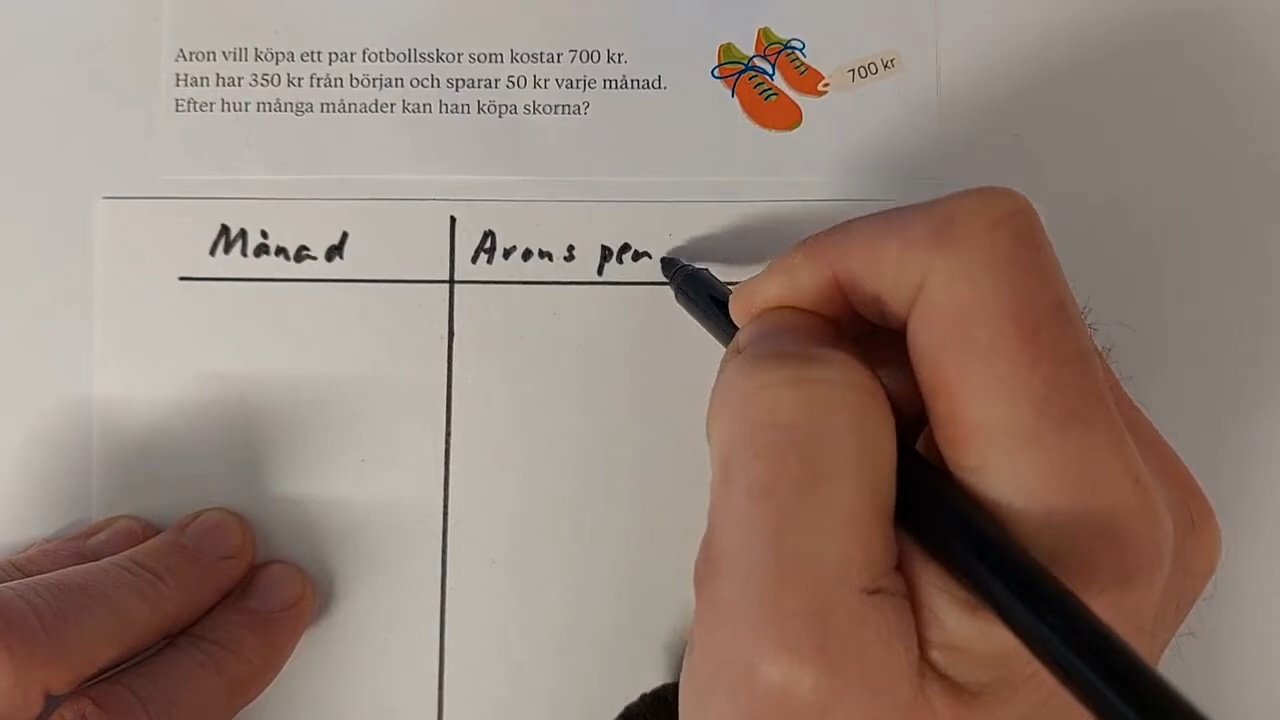 Aron vill köpa ett par fotbollsskor som kostar 700 kr.
Han har 350 kr från början och sparar 50 kr varje månad.
Efter hur många månader kan han köpa skorna?
700 kr
Månad
Arons pen